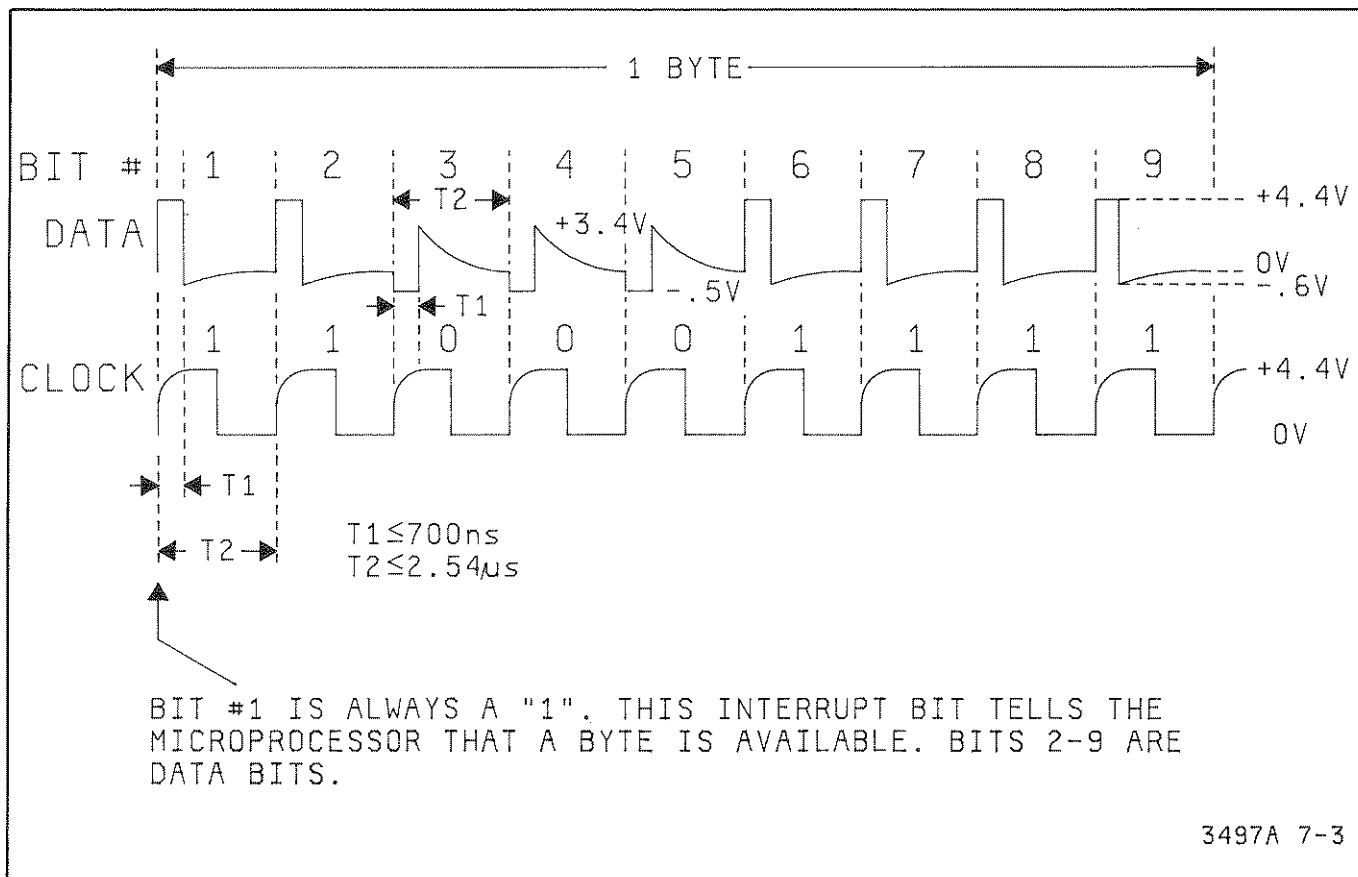 1 BYTE
BIT # 1 2 3 4 5 6 7 8 9
T2
+4.4V
DATA +3.4V
0V
-.5V -.6V
T1
1 1 0 0 0 1 1 1 1
CLOCK +4.4V
0V
T1
T1≤700ns
T2
T2≤2.54µs
BIT #1 IS ALWAYS A "1". THIS INTERRUPT BIT TELLS THE
MICROPROCESSOR THAT A BYTE IS AVAILABLE. BITS 2-9 ARE
DATA BITS.
3497A 7-3